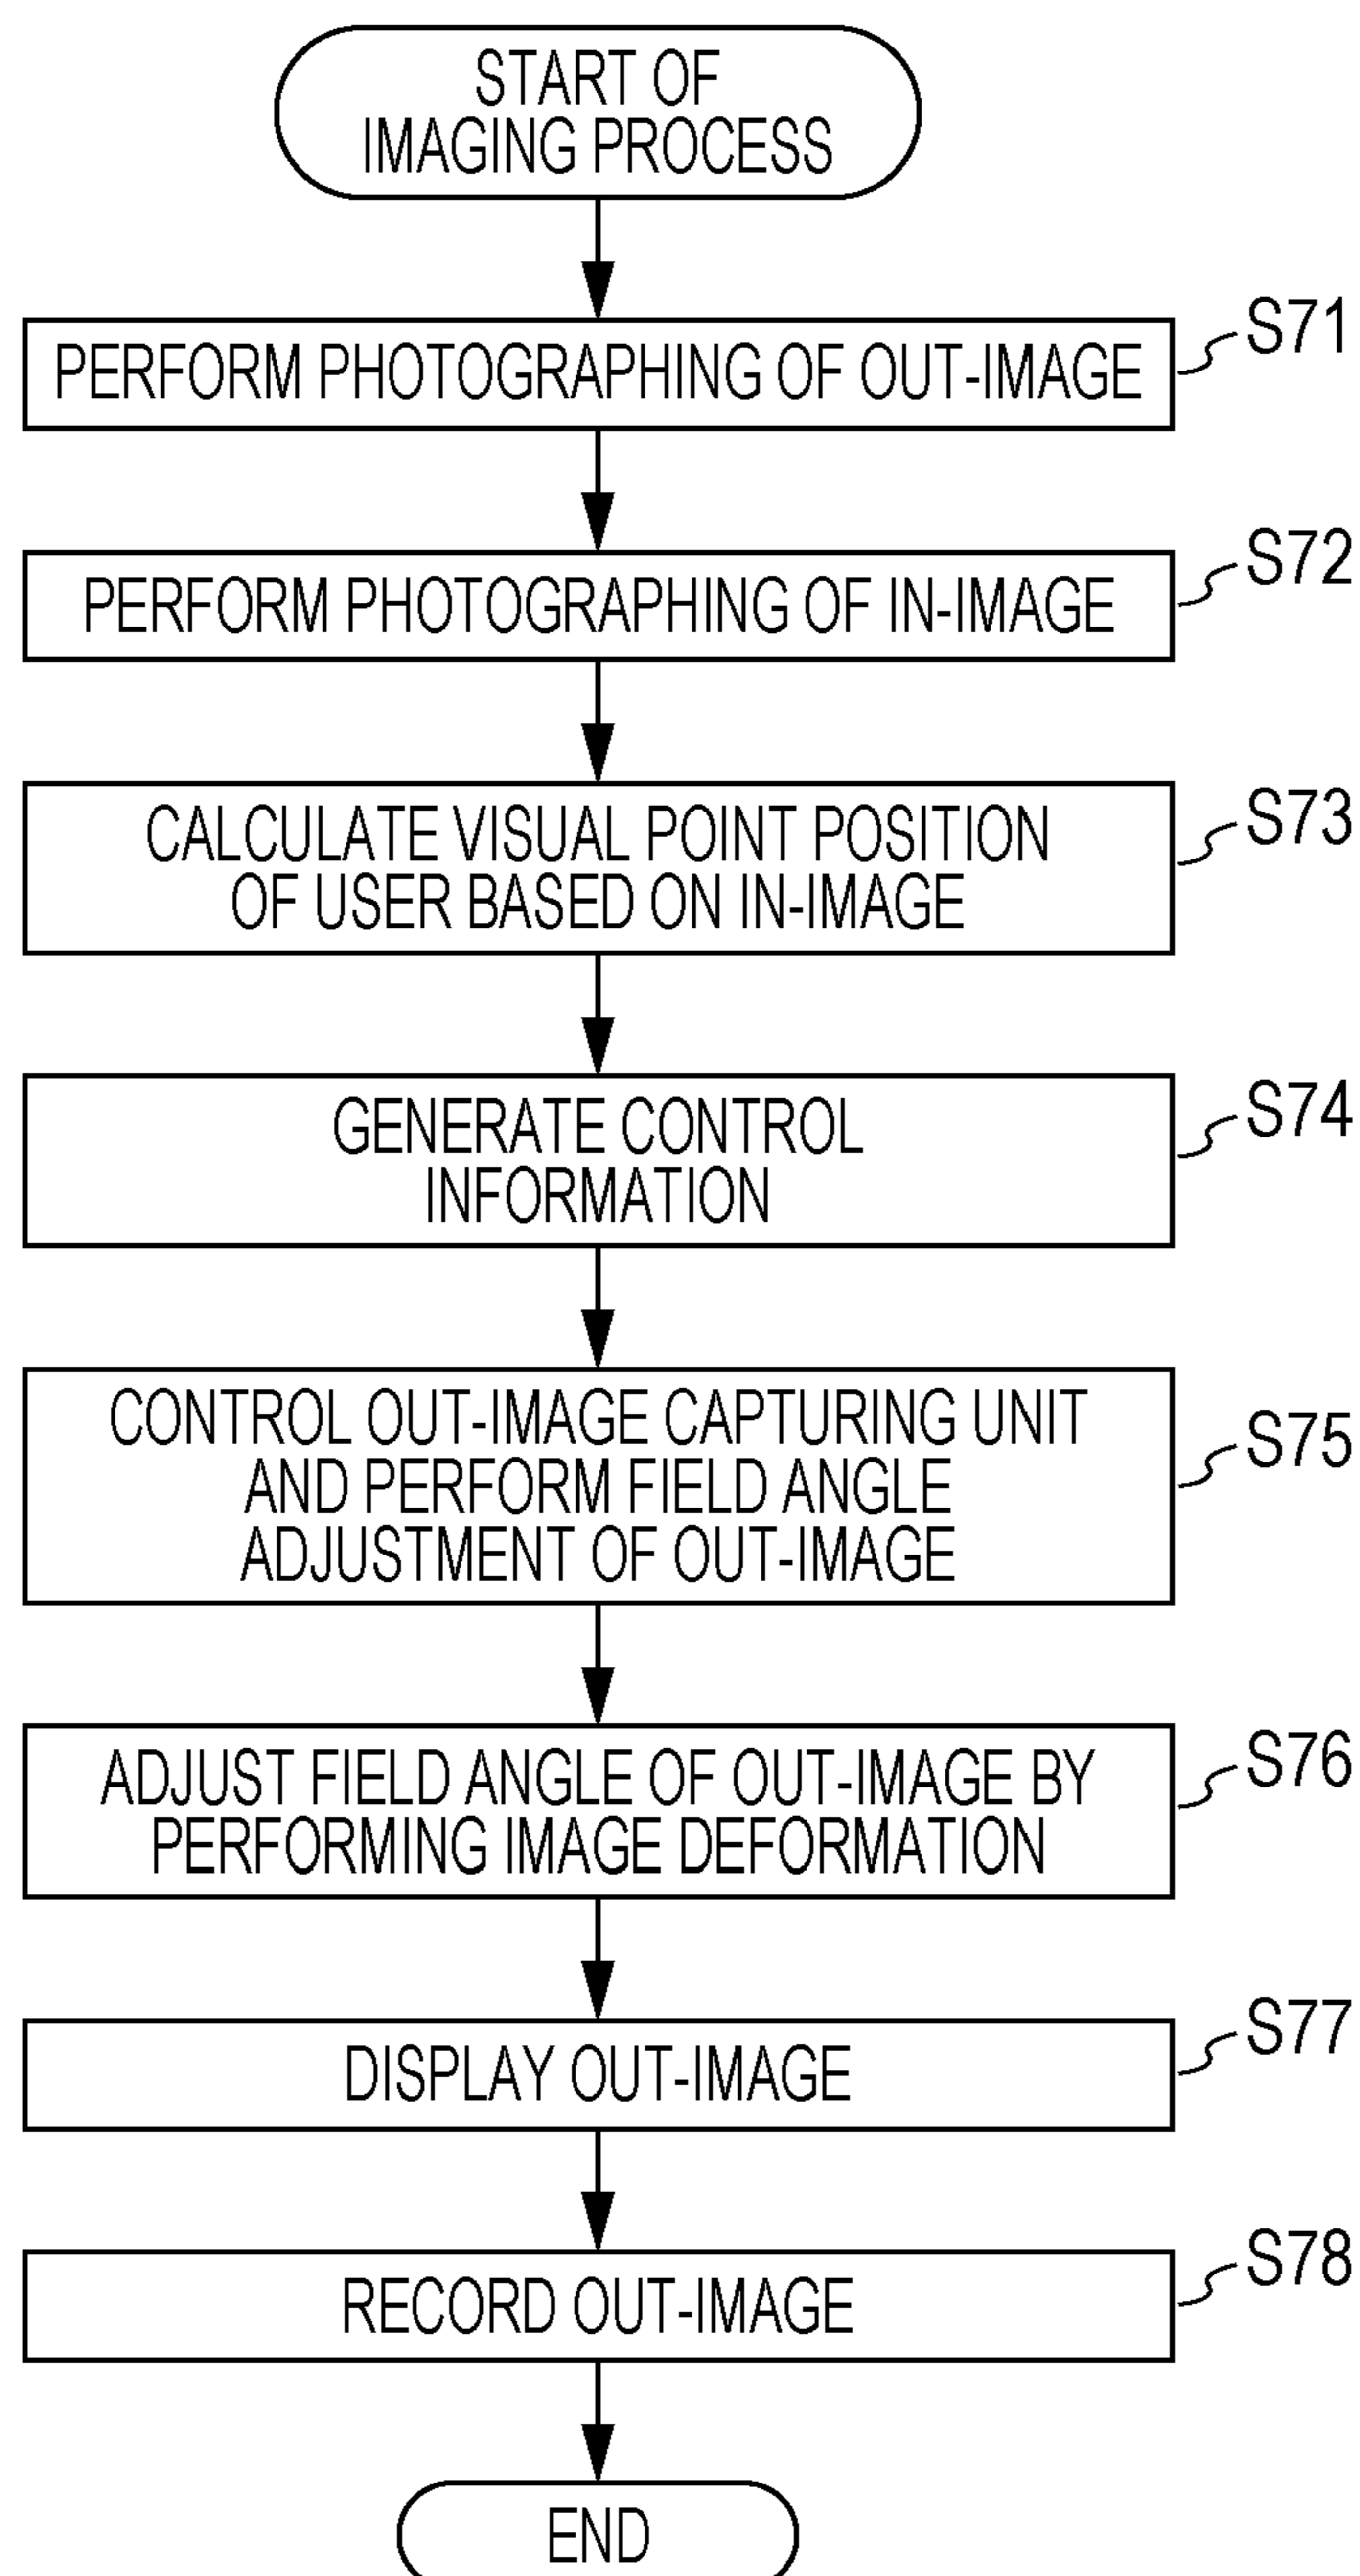 START OF
IMAGING PROCESS
S71
PERFORM PHOTOGRAPHING OF OUT-IMAGE
S72
PERFORM PHOTOGRAPHING OF IN-IMAGE
S73
CALCULATE VISUAL POINT POSITION
OF USER BASED ON IN-IMAGE
S74
GENERATE CONTROL
INFORMATION
S75
CONTROL OUT-IMAGE CAPTURING UNIT
AND PERFORM FIELD ANGLE
ADJUSTMENT OF OUT-IMAGE
S76
ADJUST FIELD ANGLE OF OUT-IMAGE BY
PERFORMING IMAGE DEFORMATION
S77
DISPLAY OUT-IMAGE
S78
RECORD OUT-IMAGE
END